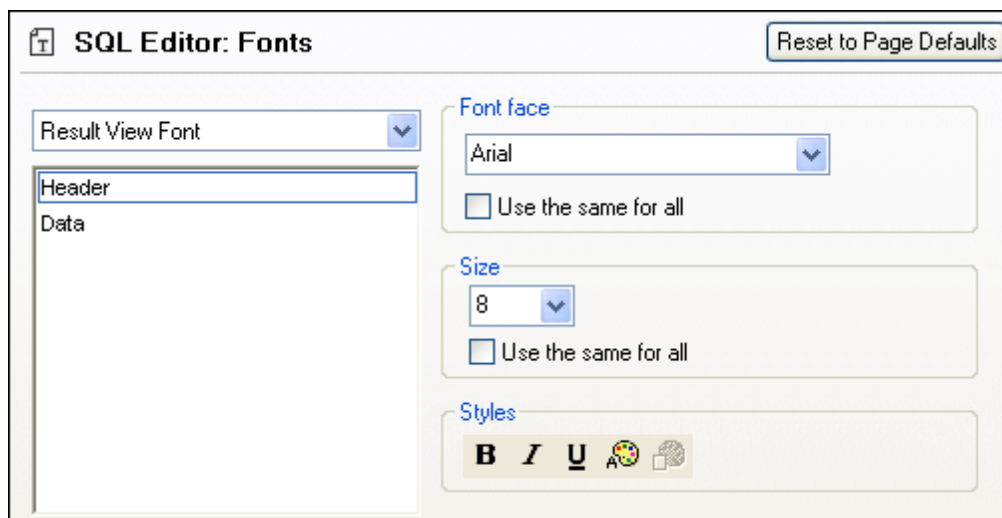 SQL Editor: Fonts
Reset to Page Defaults
Result View Font
Header
Data
Font face
Arial
Use the same for all
Size
8
Use the same for all
Styles
B I U